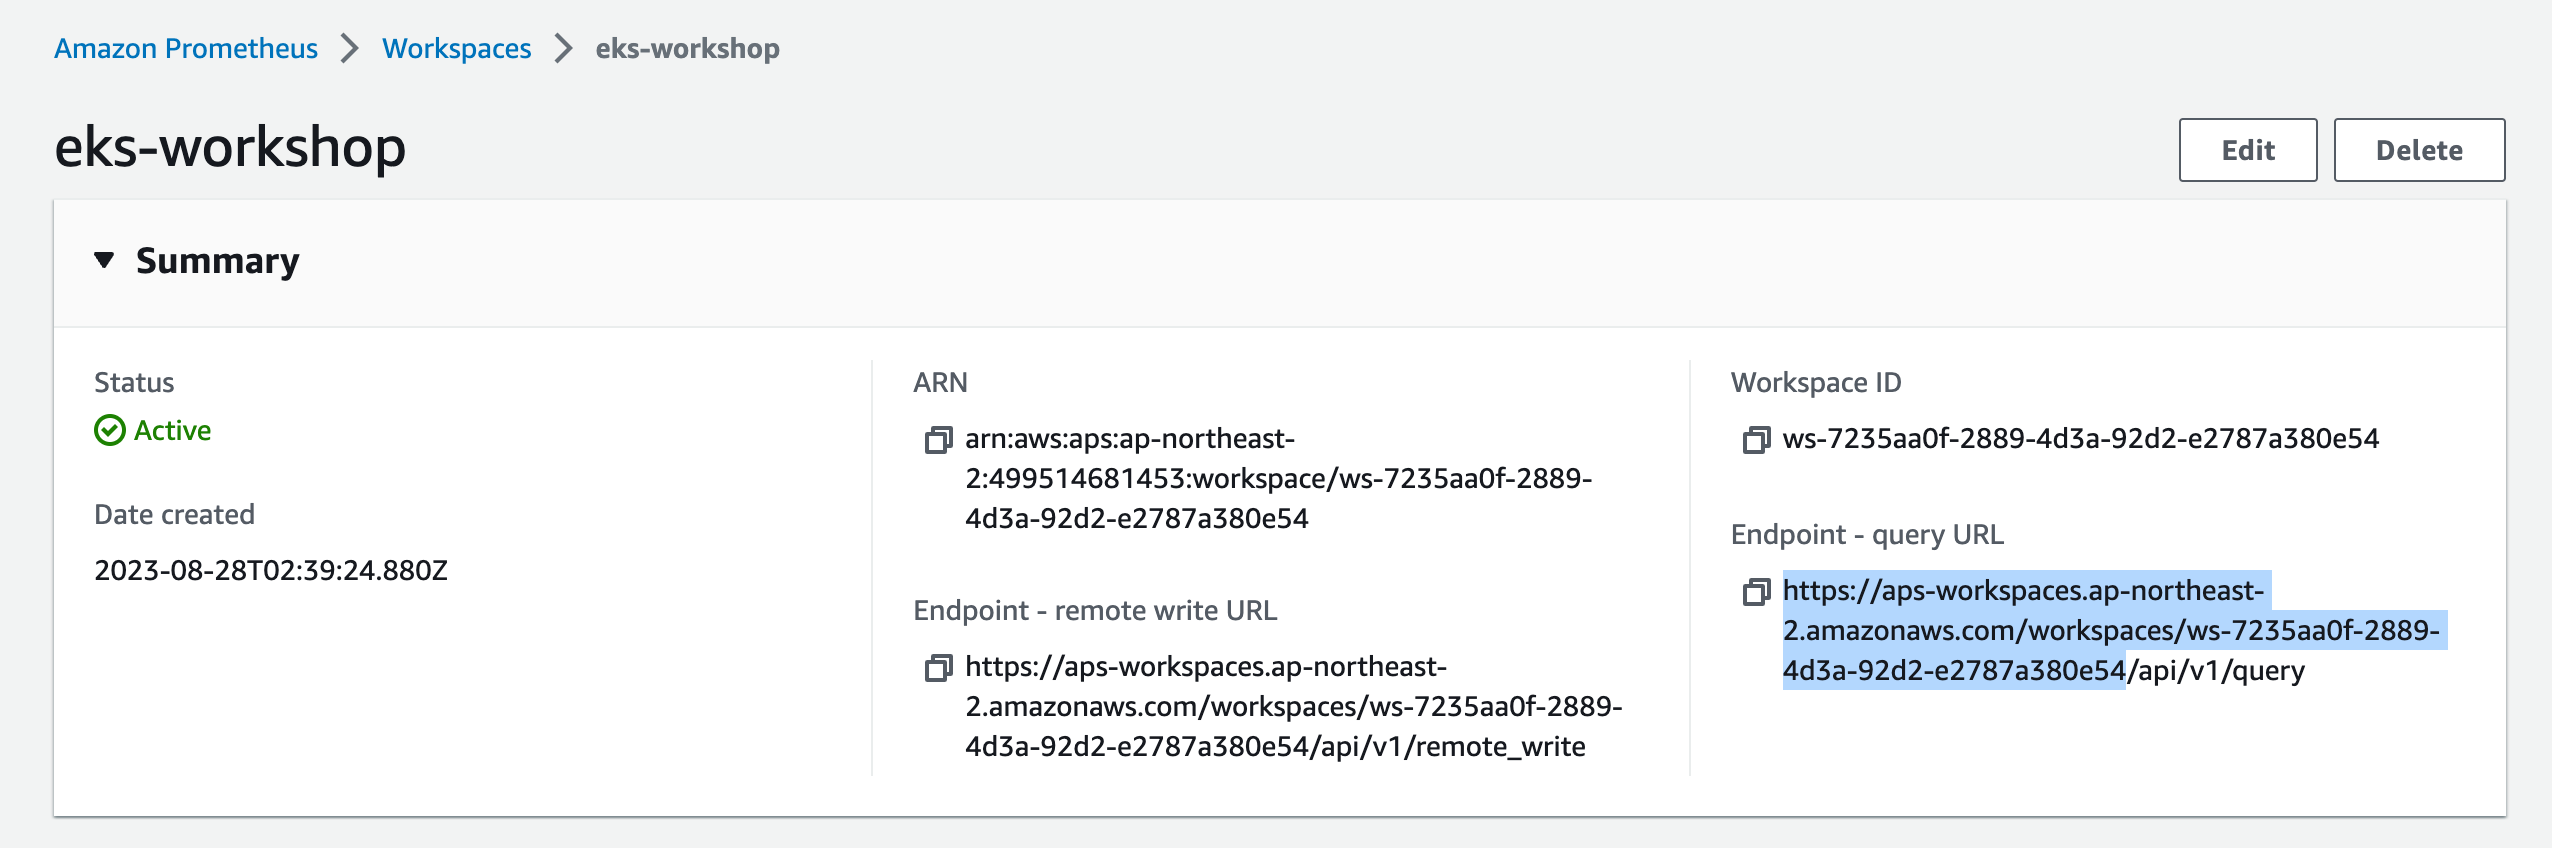 Amazon Prometheus > Workspaces > eks-workshop
eks-workshop
Edit
Delete
Summary
Status
Active
Date created
2023-08-28T02:39:24.880Z
ARN
arn:aws:aps:ap-northeast-
2:499514681453:workspace/ws-7235aa0f-2889-
4d3a-92d2-e2787a380e54
Endpoint - remote write URL
https://aps-workspaces.ap-northeast-
2.amazonaws.com/workspaces/ws-7235aa0f-2889-
4d3a-92d2-e2787a380e54/api/v1/remote_write
Workspace ID
ws-7235aa0f-2889-4d3a-92d2-e2787a380e54
Endpoint - query URL
https://aps-workspaces.ap-northeast-
2.amazonaws.com/workspaces/ws-7235aa0f-2889-
4d3a-92d2-e2787a380e54/api/v1/query